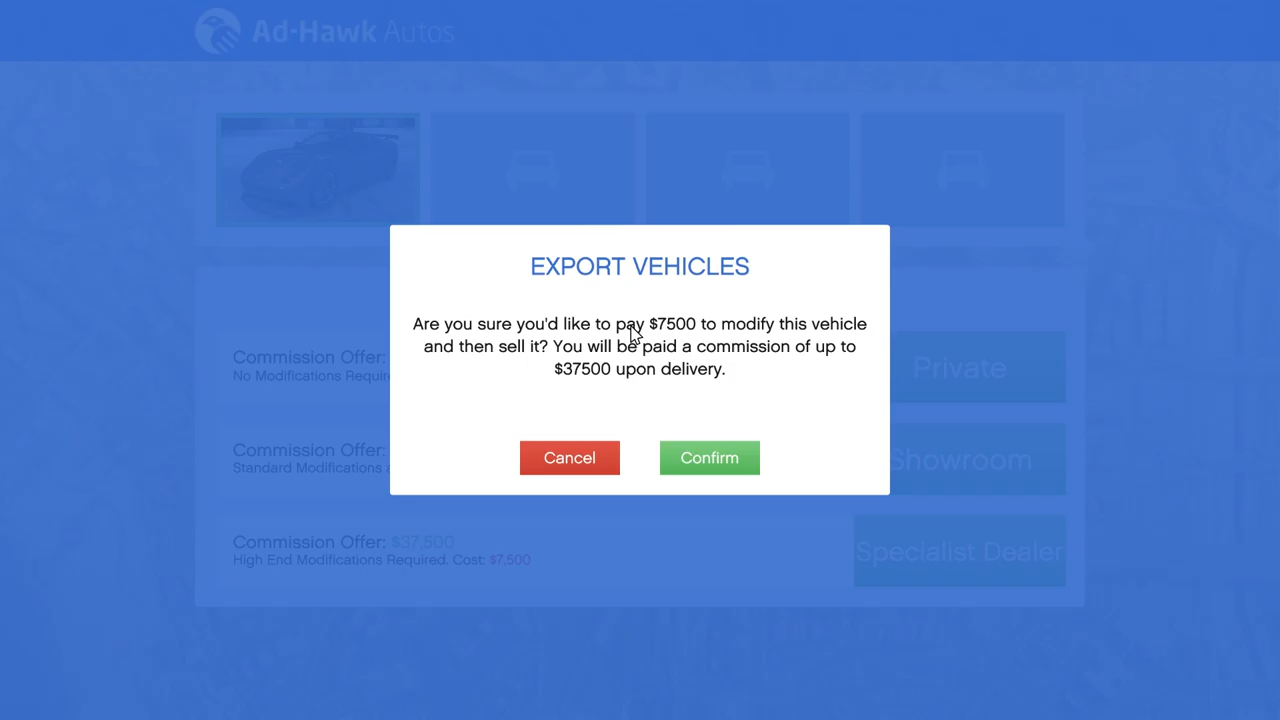 Ad-Hawk Autos
EXPORT VEHICLES
Are you sure you'd like to pay $7500 to modify this vehicle
and then sell it? You will be paid a commission of up to
$37500 upon delivery.
Cancel
Confirm
Commission Offer:
No Modifications Requir
Private
Commission Offer:
Standard Modifications a
Showroom
Commission Offer: $37,500
High End Modifications Required. Cost: $7,500
Specialist Dealer